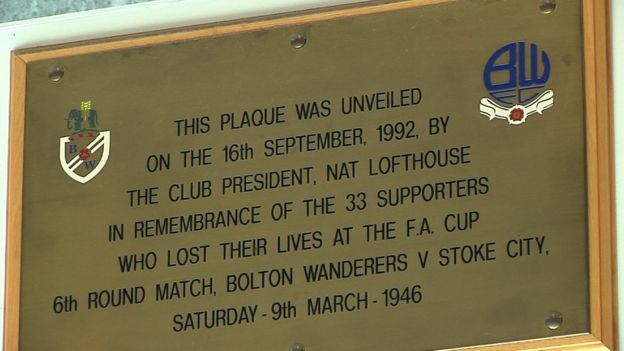 BW
B W
THIS PLAQUE WAS UNVEILED
ON THE 16th SEPTEMBER, 1992, BY
THE CLUB PRESIDENT, NAT LOFTHOUSE
IN REMEMBRANCE OF THE 33 SUPPORTERS
WHO LOST THEIR LIVES AT THE F.A. CUP
6th ROUND MATCH, BOLTON WANDERERS V STOKE CITY,
SATURDAY - 9th MARCH - 1946